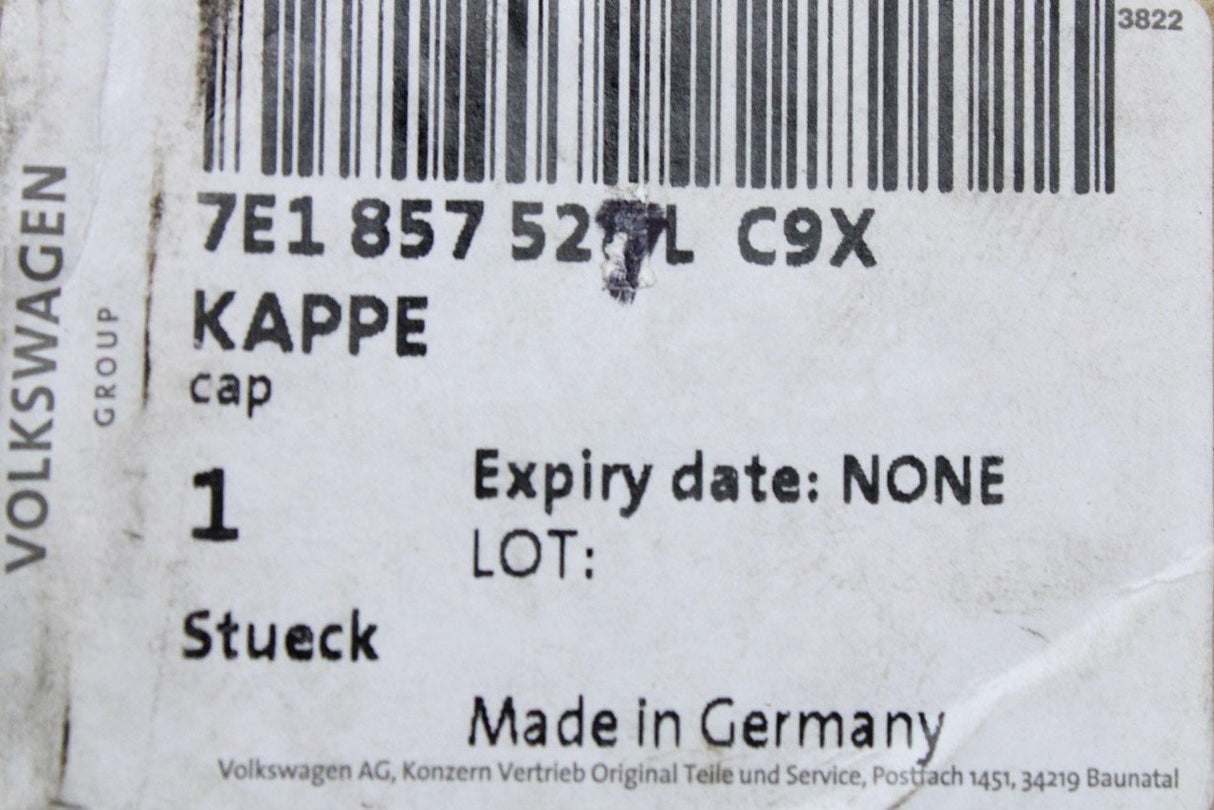 3822
VOLKSWAGEN
GROUP
7E1 857 C9X
KAPPE
cap
1
Expiry date: NONE
LOT:
Stueck
Made in Germany
Volkswagen AG, Konzern Vertrieb Original Teile und Service, Postfach 1451, 34219 Baunatal